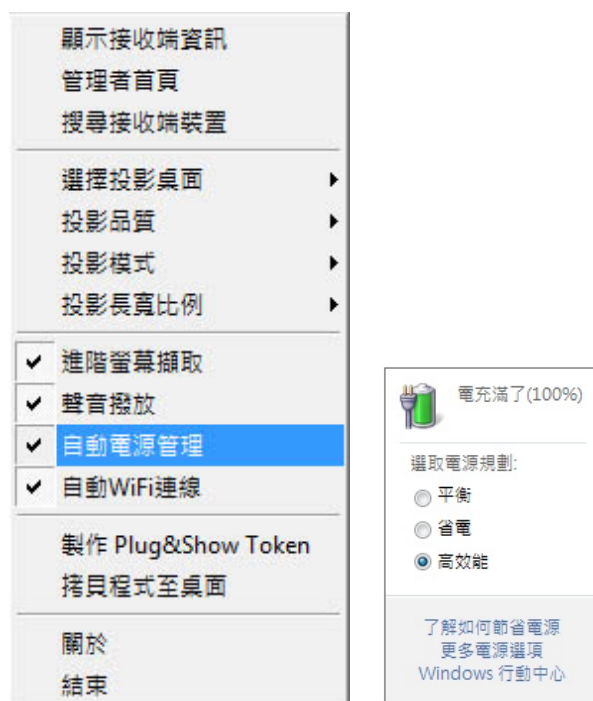 顯示接收端資訊
管理者首頁
搜尋接收端裝置
選擇投影桌面
投影品質
投影模式
投影長寬比例
進階螢幕擷取
聲音撥放
自動電源管理
自動WiFi連線
製作 Plug&Show Token
拷貝程式至桌面
關於
結束
電充滿了(100%)
選取電源規劃:
平衡
省電
高效能
了解如何節省電源
更多電源選項
Windows 行動中心